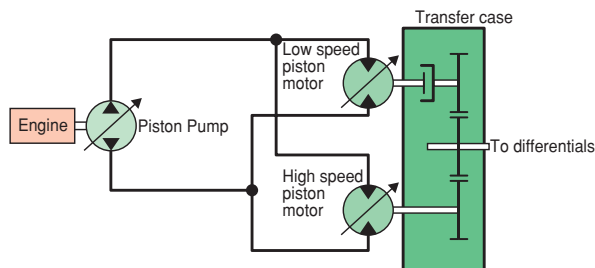 Transfer case
Low speed
piston
motor
Engine
Piston Pump
To differentials
High speed
piston
motor